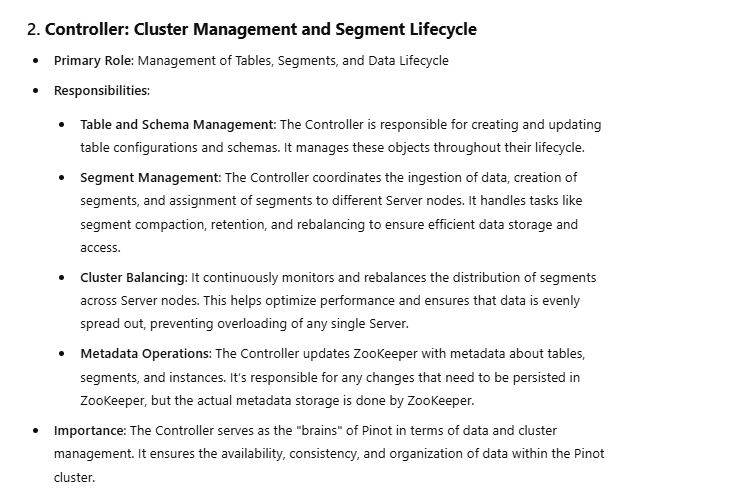 2. Controller: Cluster Management and Segment Lifecycle
• Primary Role: Management of Tables, Segments, and Data Lifecycle
• Responsibilities:
• Table and Schema Management: The Controller is responsible for creating and updating
table configurations and schemas. It manages these objects throughout their lifecycle.
• Segment Management: The Controller coordinates the ingestion of data, creation of
segments, and assignment of segments to different Server nodes. It handles tasks like
segment compaction, retention, and rebalancing to ensure efficient data storage and
access.
• Cluster Balancing: It continuously monitors and rebalances the distribution of segments
across Server nodes. This helps optimize performance and ensures that data is evenly
spread out, preventing overloading of any single Server.
• Metadata Operations: The Controller updates ZooKeeper with metadata about tables,
segments, and instances. It's responsible for any changes that need to be persisted in
ZooKeeper, but the actual metadata storage is done by ZooKeeper.
• Importance: The Controller serves as the "brains" of Pinot in terms of data and cluster
management. It ensures the availability, consistency, and organization of data within the Pinot
cluster.